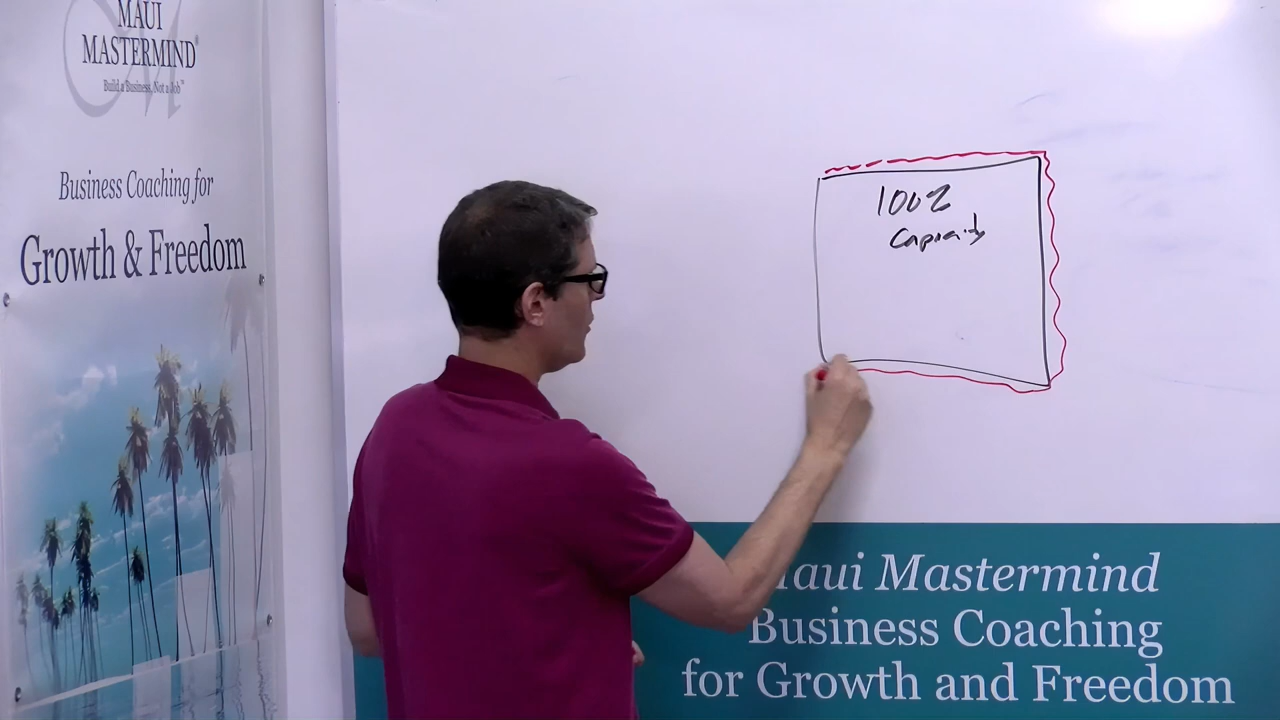 MAUI
MASTERMIND®
Build a Business, Not a Job™
Business Coaching for
Growth & Freedom
100%
Capacity
Maui Mastermind
Business Coaching
for Growth and Freedom